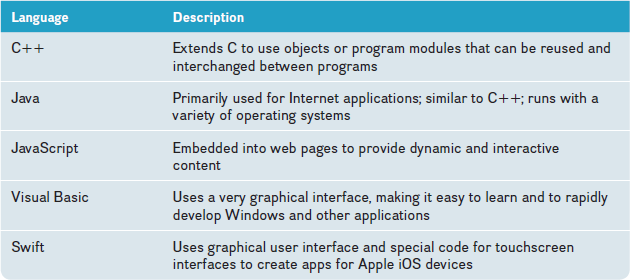 Language Description
C++ Extends C to use objects or program modules that can be reused and
interchanged between programs
Java Primarily used for Internet applications; similar to C++; runs with a
variety of operating systems
JavaScript Embedded into web pages to provide dynamic and interactive
content
Visual Basic Uses a very graphical interface, making it easy to learn and to rapidly
develop Windows and other applications
Swift Uses graphical user interface and special code for touchscreen
interfaces to create apps for Apple iOS devices